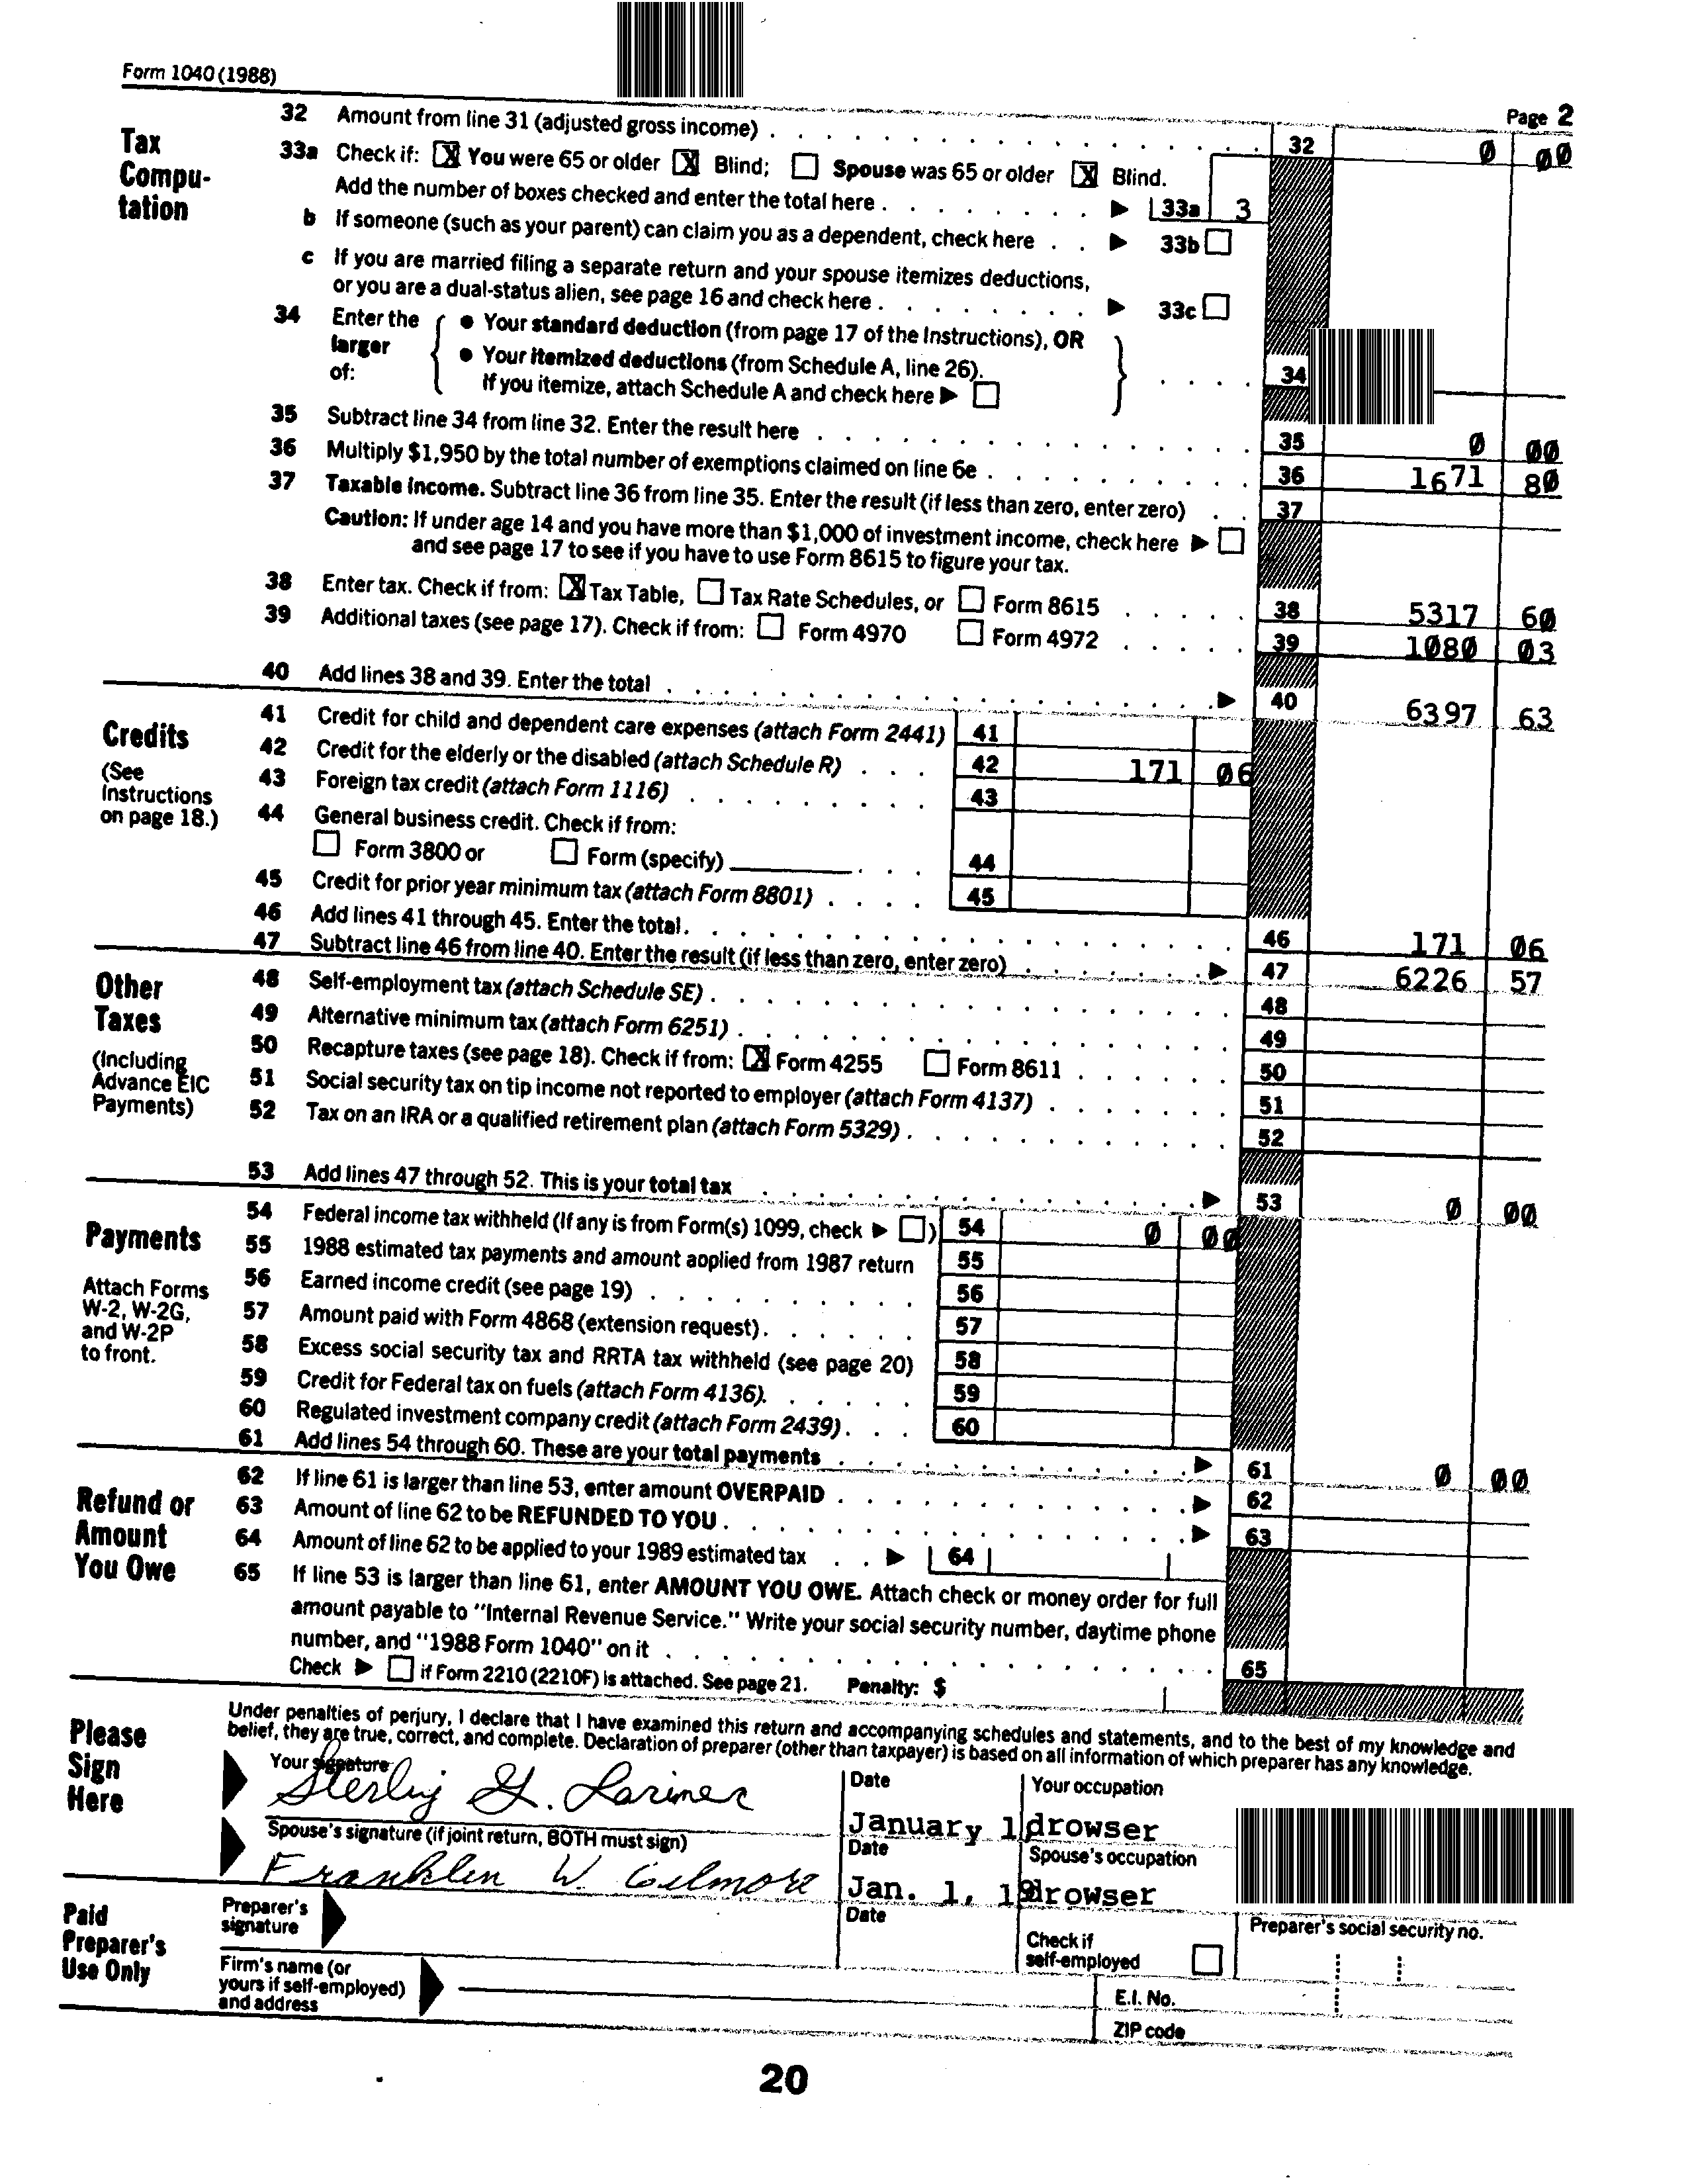 Form 1040 (1988)
Page 2
Tax Compu-tation
32 Amount from line 31 (adjusted gross income) 32 0 00
33a Check if: [X] You were 65 or older [X] Blind; [ ] Spouse was 65 or older [X] Blind.
Add the number of boxes checked and enter the total here 33a 3
b If someone (such as your parent) can claim you as a dependent, check here 33b
c If you are married filing a separate return and your spouse itemizes deductions,
or you are a dual-status alien, see page 16 and check here 33c
34 Enter the larger of: • Your standard deduction (from page 17 of the Instructions), OR
• Your itemized deductions (from Schedule A, line 26).
If you itemize, attach Schedule A and check here 34
35 Subtract line 34 from line 32. Enter the result here 35 0 00
36 Multiply $1,950 by the total number of exemptions claimed on line 6e 36 1671 80
37 Taxable income. Subtract line 36 from line 35. Enter the result (if less than zero, enter zero) 37
Caution: If under age 14 and you have more than $1,000 of investment income, check here
and see page 17 to see if you have to use Form 8615 to figure your tax.
38 Enter tax. Check if from: [X] Tax Table, [ ] Tax Rate Schedules, or [ ] Form 8615 38 5317 60
39 Additional taxes (see page 17). Check if from: [ ] Form 4970 [ ] Form 4972 39 1080 03
40 Add lines 38 and 39. Enter the total 40 6397 63
Credits
(See Instructions on page 18.)
41 Credit for child and dependent care expenses (attach Form 2441) 41
42 Credit for the elderly or the disabled (attach Schedule R) 42 171 06
43 Foreign tax credit (attach Form 1116) 43
44 General business credit. Check if from:
[ ] Form 3800 or [ ] Form (specify) 44
45 Credit for prior year minimum tax (attach Form 8801) 45
46 Add lines 41 through 45. Enter the total. 46 171 06
47 Subtract line 46 from line 40. Enter the result (if less than zero, enter zero) 47 6226 57
Other Taxes
(Including Advance EIC Payments)
48 Self-employment tax (attach Schedule SE) 48
49 Alternative minimum tax (attach Form 6251) 49
50 Recapture taxes (see page 18). Check if from: [X] Form 4255 [ ] Form 8611 50
51 Social security tax on tip income not reported to employer (attach Form 4137) 51
52 Tax on an IRA or a qualified retirement plan (attach Form 5329) 52
53 Add lines 47 through 52. This is your total tax 53 0 00
Payments
Attach Forms W-2, W-2G, and W-2P to front.
54 Federal income tax withheld (If any is from Form(s) 1099, check [ ]) 54 0 00
55 1988 estimated tax payments and amount applied from 1987 return 55
56 Earned income credit (see page 19) 56
57 Amount paid with Form 4868 (extension request) 57
58 Excess social security tax and RRTA tax withheld (see page 20) 58
59 Credit for Federal tax on fuels (attach Form 4136). 59
60 Regulated investment company credit (attach Form 2439) 60
61 Add lines 54 through 60. These are your total payments 61 0 00
Refund or Amount You Owe
62 If line 61 is larger than line 53, enter amount OVERPAID 62
63 Amount of line 62 to be REFUNDED TO YOU 63
64 Amount of line 62 to be applied to your 1989 estimated tax 64
65 If line 53 is larger than line 61, enter AMOUNT YOU OWE. Attach check or money order for full
amount payable to "Internal Revenue Service." Write your social security number, daytime phone
number, and "1988 Form 1040" on it 65
Check [ ] if Form 2210 (2210F) is attached. See page 21. Penalty: $
Please Sign Here
Under penalties of perjury, I declare that I have examined this return and accompanying schedules and statements, and to the best of my knowledge and
belief, they are true, correct, and complete. Declaration of preparer (other than taxpayer) is based on all information of which preparer has any knowledge.
Your signature Date Your occupation
Sterling G. Lorimer January 1 drowser
Spouse's signature (if joint return, BOTH must sign) Date Spouse's occupation
Franklin W. Gilmore Jan. 1, 19 drowser
Paid Preparer's Use Only
Preparer's signature Date Check if self-employed Preparer's social security no.
Firm's name (or yours if self-employed) and address E.I. No.
ZIP code
20